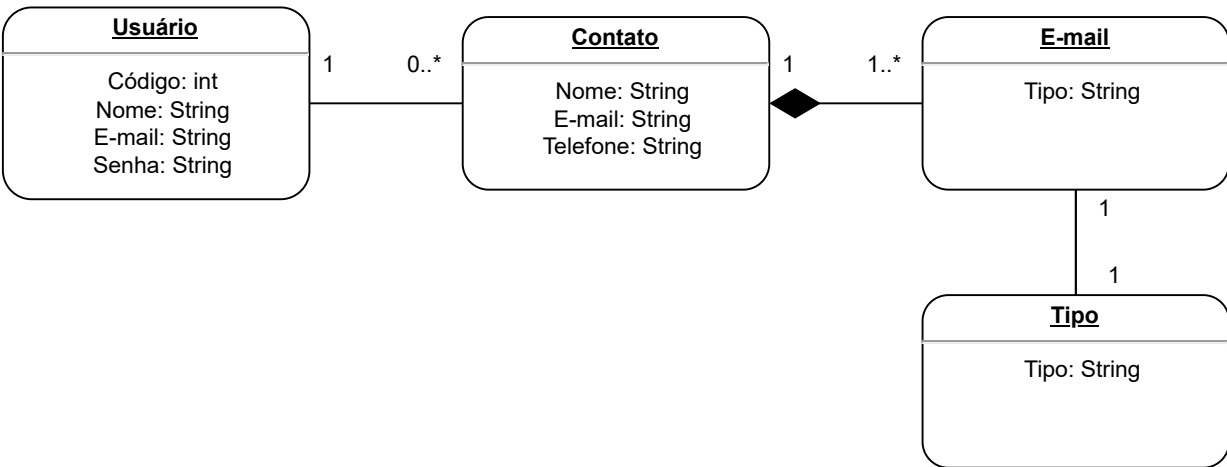 Usuário
Código: int
Nome: String
E-mail: String
Senha: String
1
0..*
Contato
Nome: String
E-mail: String
Telefone: String
1
1..*
E-mail
Tipo: String
1
1
Tipo
Tipo: String